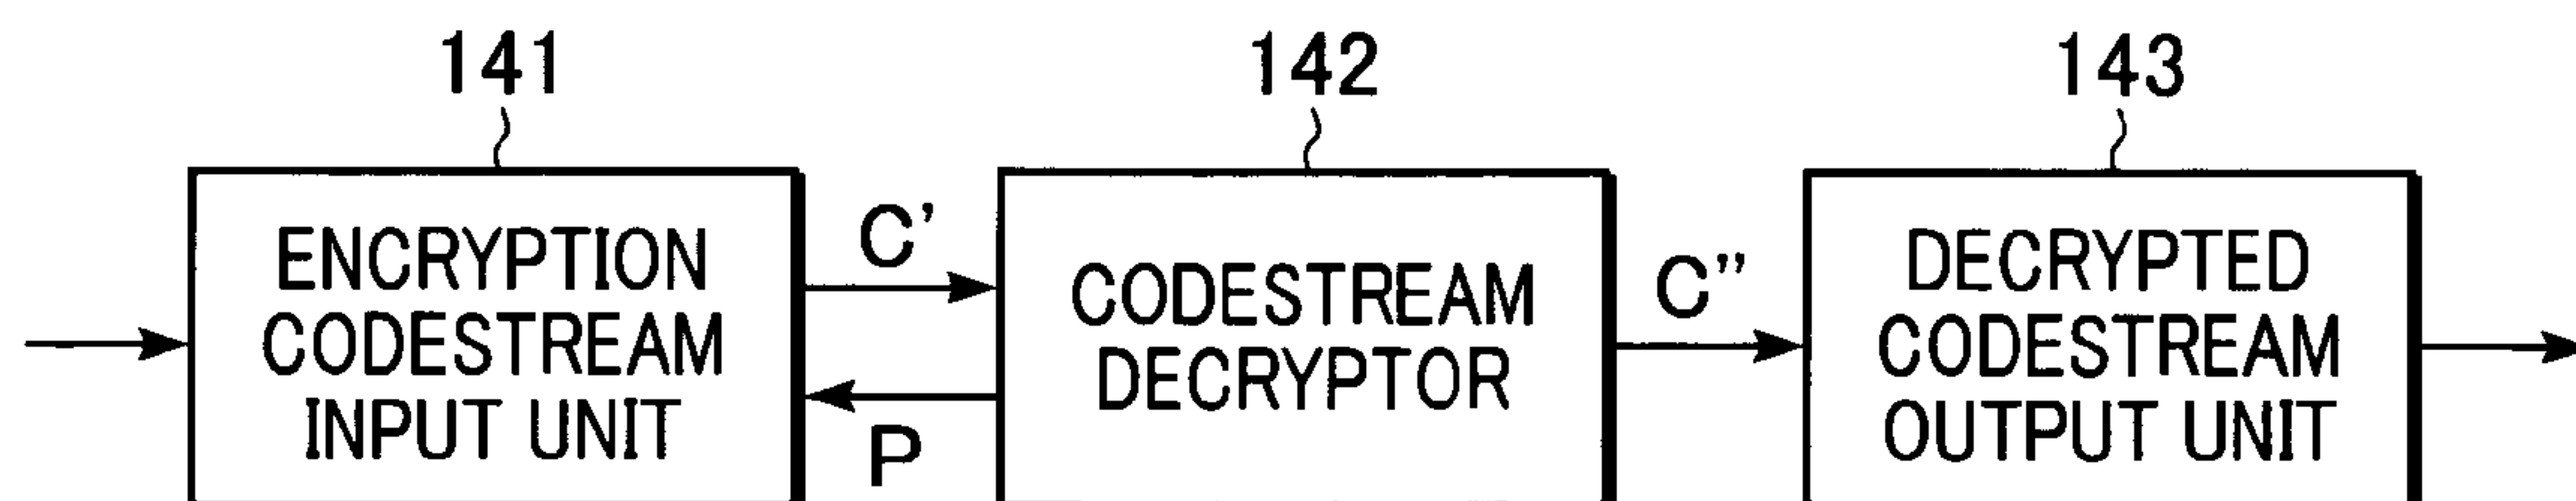 141
142
143
ENCRYPTION
CODESTREAM
INPUT UNIT
C'
P
CODESTREAM
DECRYPTOR
C"
DECRYPTED
CODESTREAM
OUTPUT UNIT